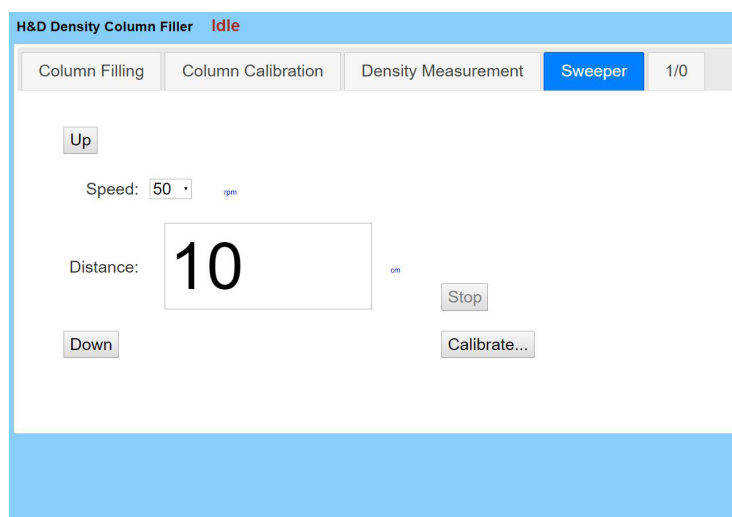 H&D Density Column Filler Idle
Column Filling Column Calibration Density Measurement Sweeper 1/0
Up
Speed: 50 rpm
Distance: 10 cm
Stop
Down Calibrate...